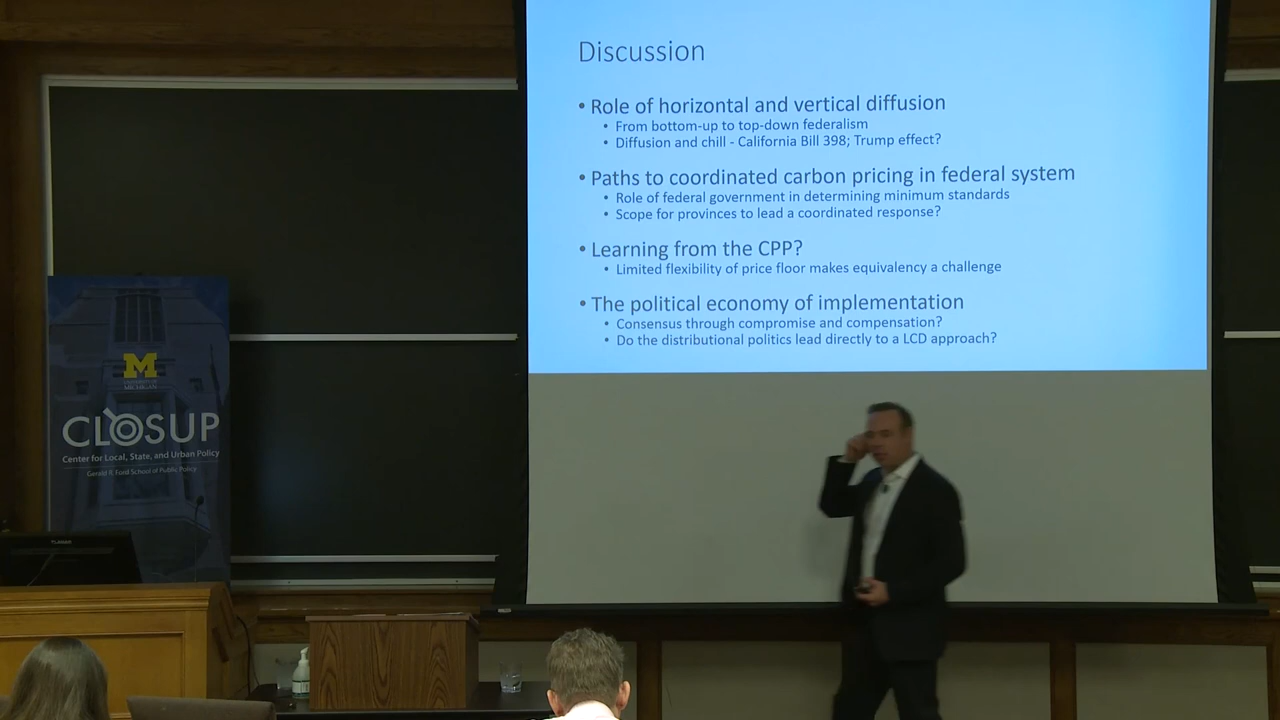 Discussion
• Role of horizontal and vertical diffusion
• From bottom-up to top-down federalism
• Diffusion and chill - California Bill 398; Trump effect?
• Paths to coordinated carbon pricing in federal system
• Role of federal government in determining minimum standards
• Scope for provinces to lead a coordinated response?
• Learning from the CPP?
• Limited flexibility of price floor makes equivalency a challenge
• The political economy of implementation
• Consensus through compromise and compensation?
• Do the distributional politics lead directly to a LCD approach?
M
UNIVERSITY OF
MICHIGAN
CLOSUP
Center for Local, State, and Urban Policy
Gerald R. Ford School of Public Policy